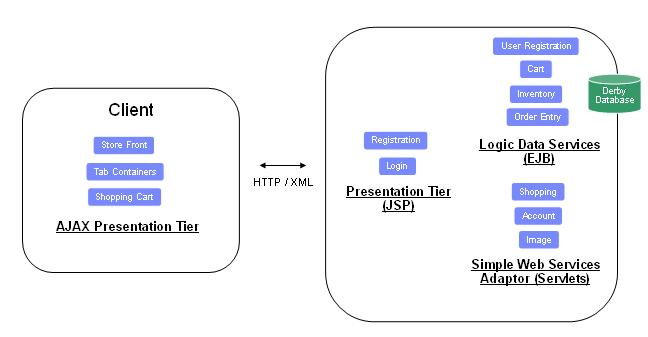 Client
Store Front
Tab Containers
Shopping Cart
AJAX Presentation Tier
HTTP / XML
Registration
Login
Presentation Tier
(JSP)
User Registration
Cart
Inventory
Order Entry
Logic Data Services
(EJB)
Derby
Database
Shopping
Account
Image
Simple Web Services
Adaptor (Servlets)